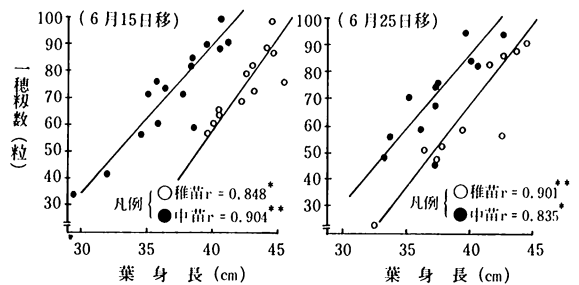 (6月15日移)
100
90
80
70
60
50
40
30
一穂籾数(粒)
凡例
○稚苗r=0.848*
●中苗r=0.904**
30 35 40 45
葉身長(cm)
(6月25日移)
100
90
80
70
60
50
40
30
凡例
○稚苗r=0.901**
●中苗r=0.835*
30 35 40 45
葉身長(cm)